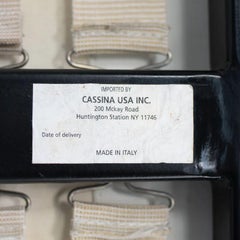 IMPORTED BY
CASSINA USA INC.
200 Mckay Road
Huntington Station NY 11746
Date of delivery
MADE IN ITALY